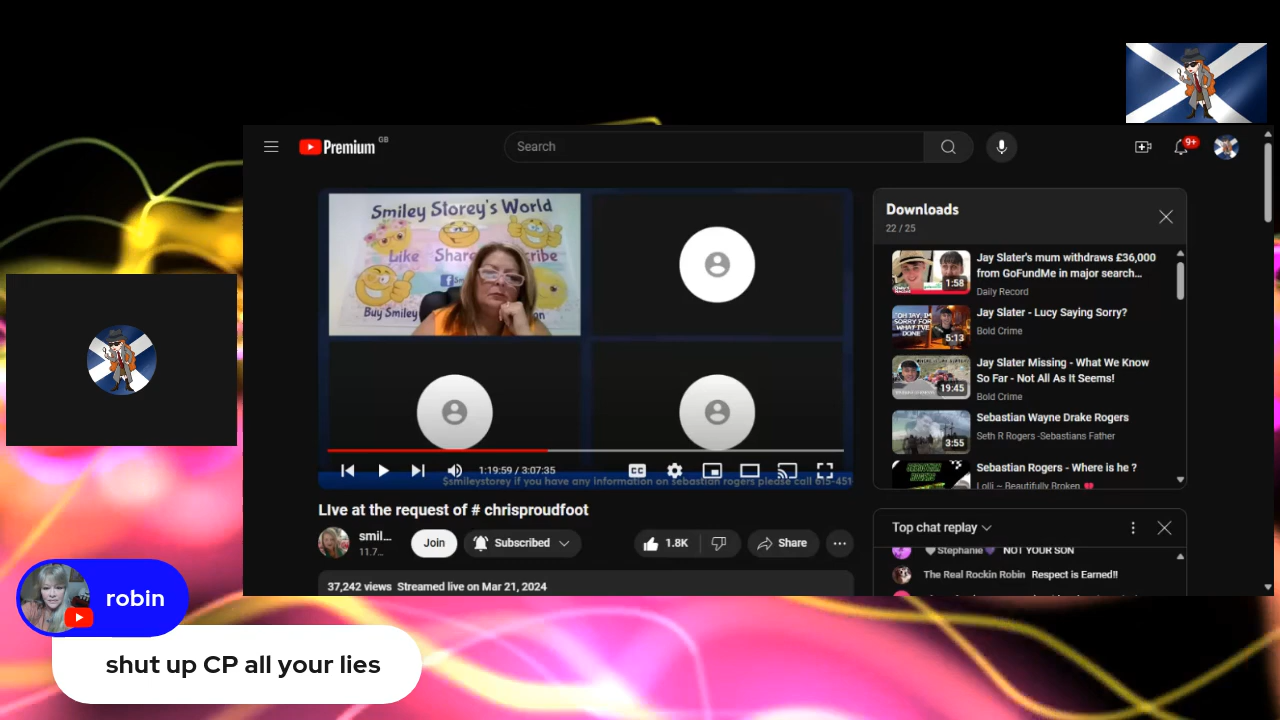 Premium GB
Search
9+
Smiley Storey's World
Like Share
Buy Smiley
1:19:59 / 3:07:35
CC
$smileystorey if you have any information on sebastian rogers please call 615-451
Live at the request of # chrisproudfoot
smil...
11.7...
Join
Subscribed
1.8K
Share
37,242 views Streamed live on Mar 21, 2024
Downloads
22 / 25
Jay Slater's mum withdraws £36,000
from GoFundMe in major search...
Daily Record
1:58
Jay Slater - Lucy Saying Sorry?
Bold Crime
5:13
Jay Slater Missing - What We Know
So Far - Not All As It Seems!
Bold Crime
19:45
Sebastian Wayne Drake Rogers
Seth R Rogers -Sebastians Father
3:55
Sebastian Rogers - Where is he ?
Lolli ~ Beautifully Broken
Top chat replay
Stephanie NOT YOUR SON
The Real Rockin Robin Respect is Earned!!
robin
shut up CP all your lies